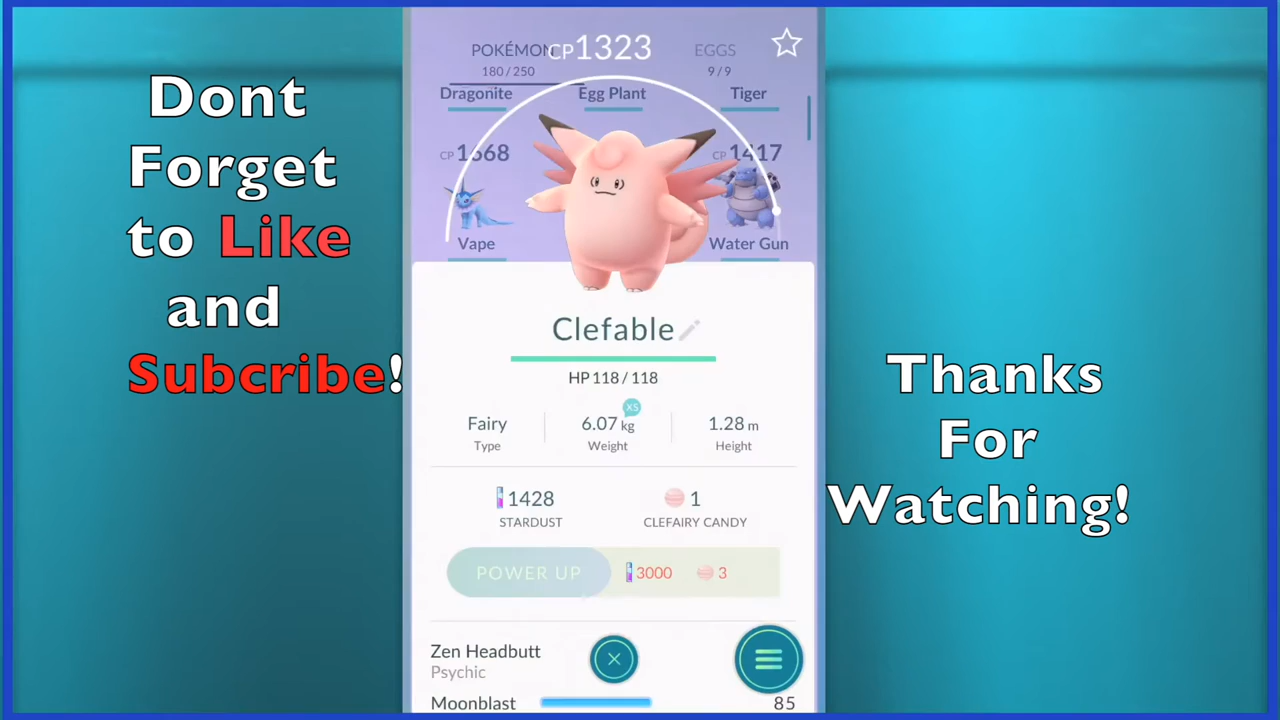 Dont
Forget
to Like
and
Subcribe!
POKÉMON
180 / 250
CP1323
EGGS
9 / 9
Dragonite
Egg Plant
Tiger
CP 1568
CP 1417
Vape
Water Gun
Clefable
HP 118 / 118
Fairy
Type
XS
6.07 kg
Weight
1.28 m
Height
1428
STARDUST
1
CLEFAIRY CANDY
POWER UP
3000
3
Zen Headbutt
Psychic
Moonblast
85
Thanks
For
Watching!